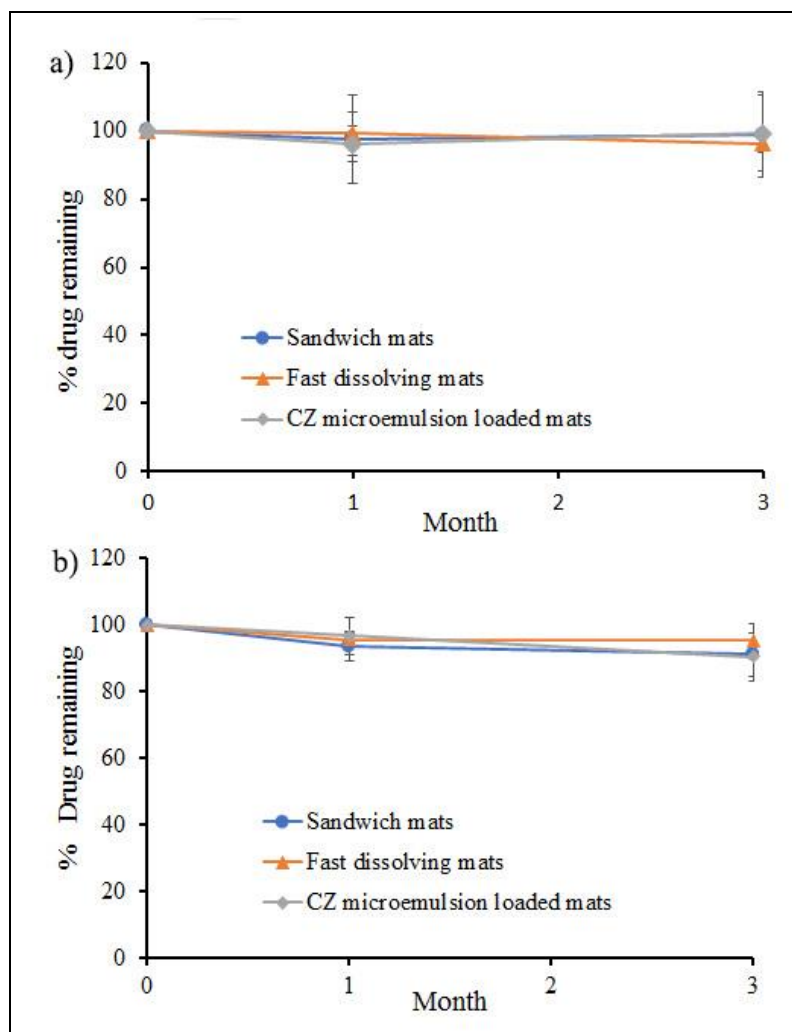 a)
120
100
80
60
40
20
0
% drug remaining
Sandwich mats
Fast dissolving mats
CZ microemulsion loaded mats
0 1 2 3
Month
b)
120
100
80
60
40
20
0
% Drug remaining
Sandwich mats
Fast dissolving mats
CZ microemulsion loaded mats
0 1 2 3
Month